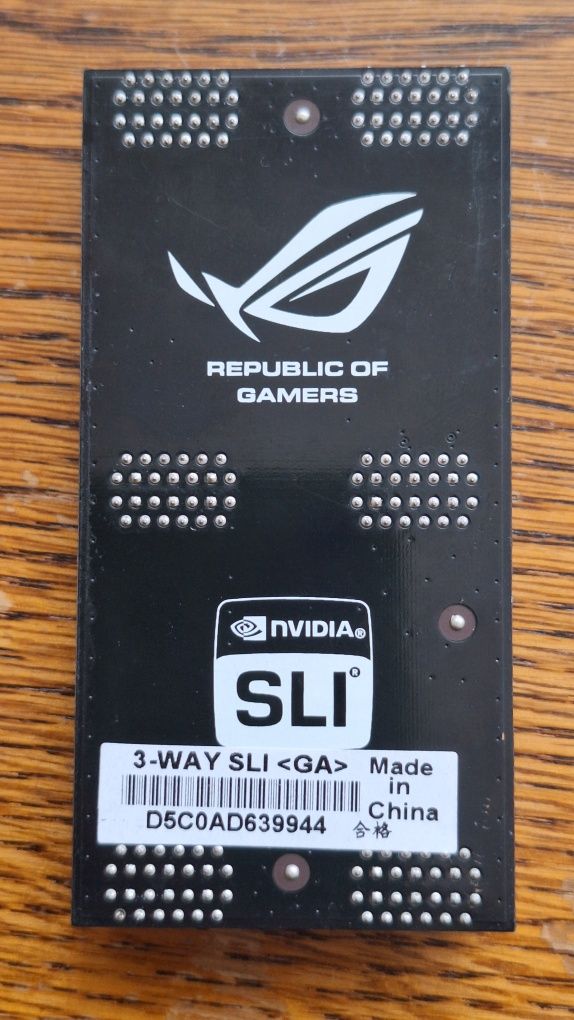 REPUBLIC OF
GAMERS
NVIDIA®
SLI®
3-WAY SLI <GA>
D5C0AD639944
Made
in
China
合格